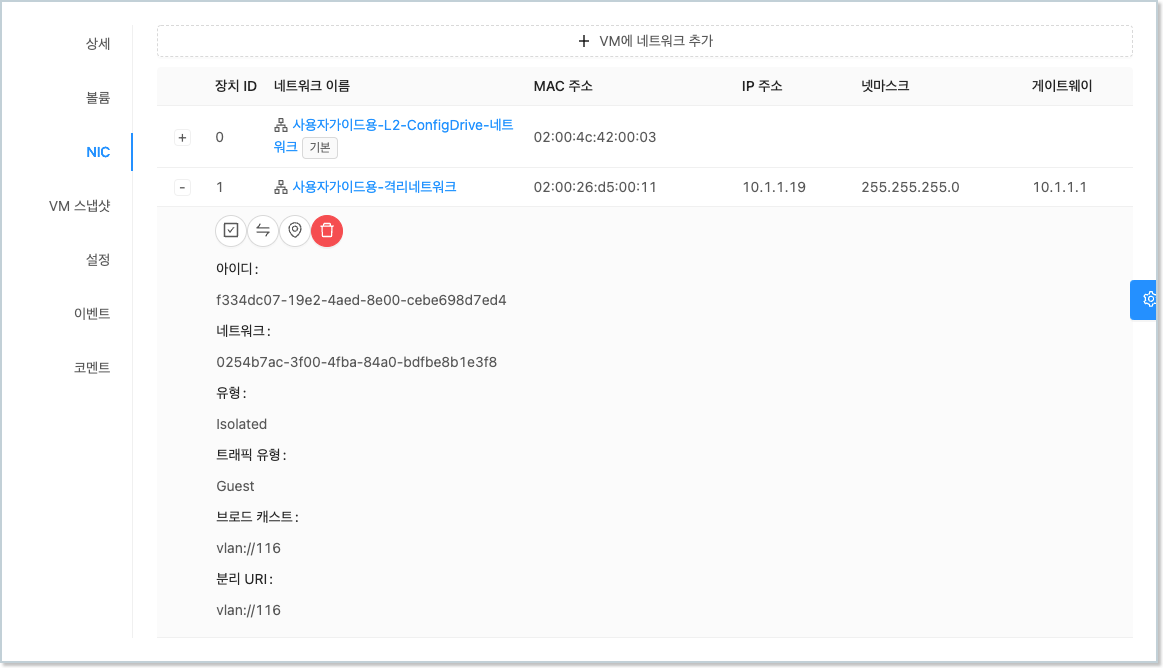 상세
볼륨
NIC
VM 스냅샷
설정
이벤트
코멘트
+ VM에 네트워크 추가
장치 ID 네트워크 이름 MAC 주소 IP 주소 넷마스크 게이트웨이
+ 0 사용자가이드용-L2-ConfigDrive-네트 02:00:4c:42:00:03
워크 기본
- 1 사용자가이드용-격리네트워크 02:00:26:d5:00:11 10.1.1.19 255.255.255.0 10.1.1.1
아이디:
f334dc07-19e2-4aed-8e00-cebe698d7ed4
네트워크:
0254b7ac-3f00-4fba-84a0-bdfbe8b1e3f8
유형:
Isolated
트래픽 유형:
Guest
브로드 캐스트:
vlan://116
분리 URI:
vlan://116